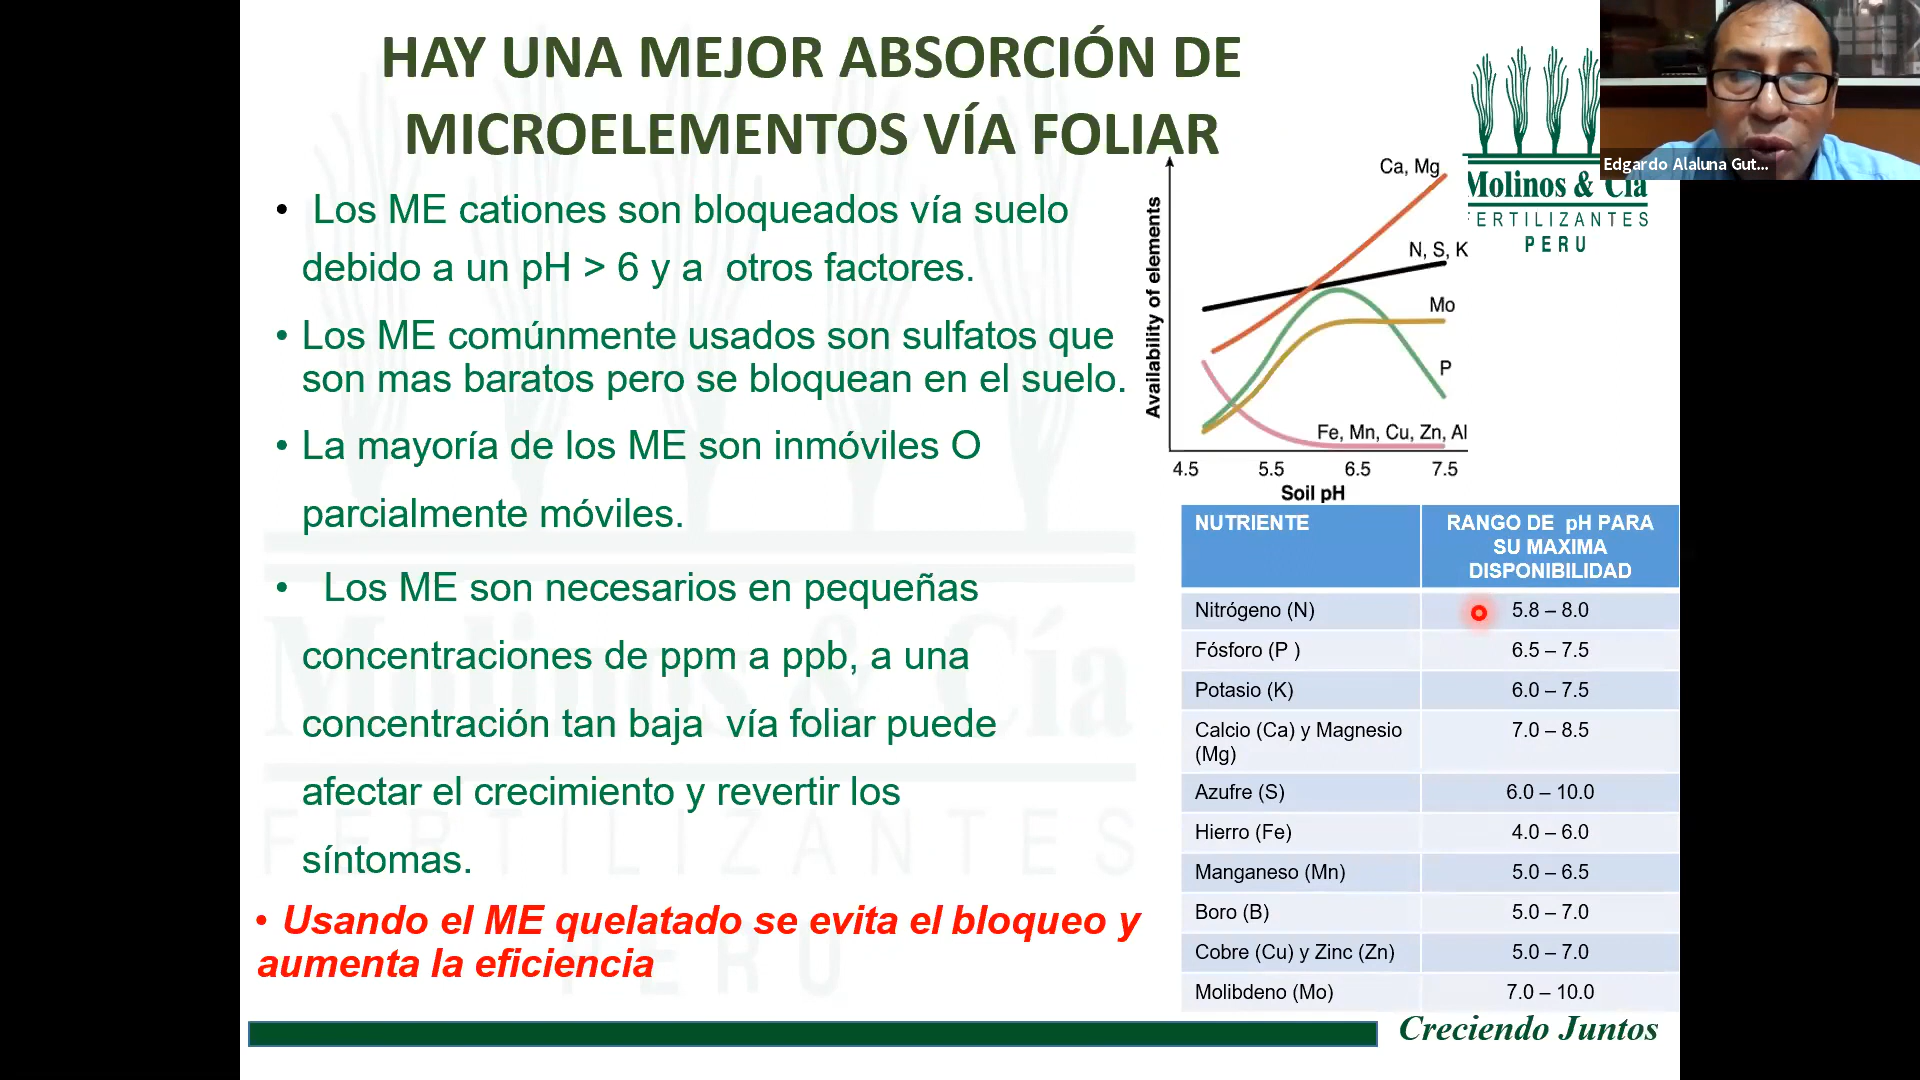 HAY UNA MEJOR ABSORCIÓN DE
MICROELEMENTOS VÍA FOLIAR
• Los ME cationes son bloqueados vía suelo
debido a un pH > 6 y a otros factores.
• Los ME comúnmente usados son sulfatos que
son mas baratos pero se bloquean en el suelo.
• La mayoría de los ME son inmóviles O
parcialmente móviles.
• Los ME son necesarios en pequeñas
concentraciones de ppm a ppb, a una
concentración tan baja vía foliar puede
afectar el crecimiento y revertir los
síntomas.
• Usando el ME quelatado se evita el bloqueo y
aumenta la eficiencia
Availability of elements
Ca, Mg
N, S, K
Mo
P
Fe, Mn, Cu, Zn, Al
4.5 5.5 6.5 7.5
Soil pH
Molinos & Cía
FERTILIZANTES
PERU
Edgardo Alaluna Gut...
NUTRIENTE RANGO DE pH PARA
SU MAXIMA
DISPONIBILIDAD
Nitrógeno (N) 5.8 – 8.0
Fósforo (P ) 6.5 – 7.5
Potasio (K) 6.0 – 7.5
Calcio (Ca) y Magnesio 7.0 – 8.5
(Mg)
Azufre (S) 6.0 – 10.0
Hierro (Fe) 4.0 – 6.0
Manganeso (Mn) 5.0 – 6.5
Boro (B) 5.0 – 7.0
Cobre (Cu) y Zinc (Zn) 5.0 – 7.0
Molibdeno (Mo) 7.0 – 10.0
Creciendo Juntos
Molinos & Cía
FERTILIZANTES
PERU